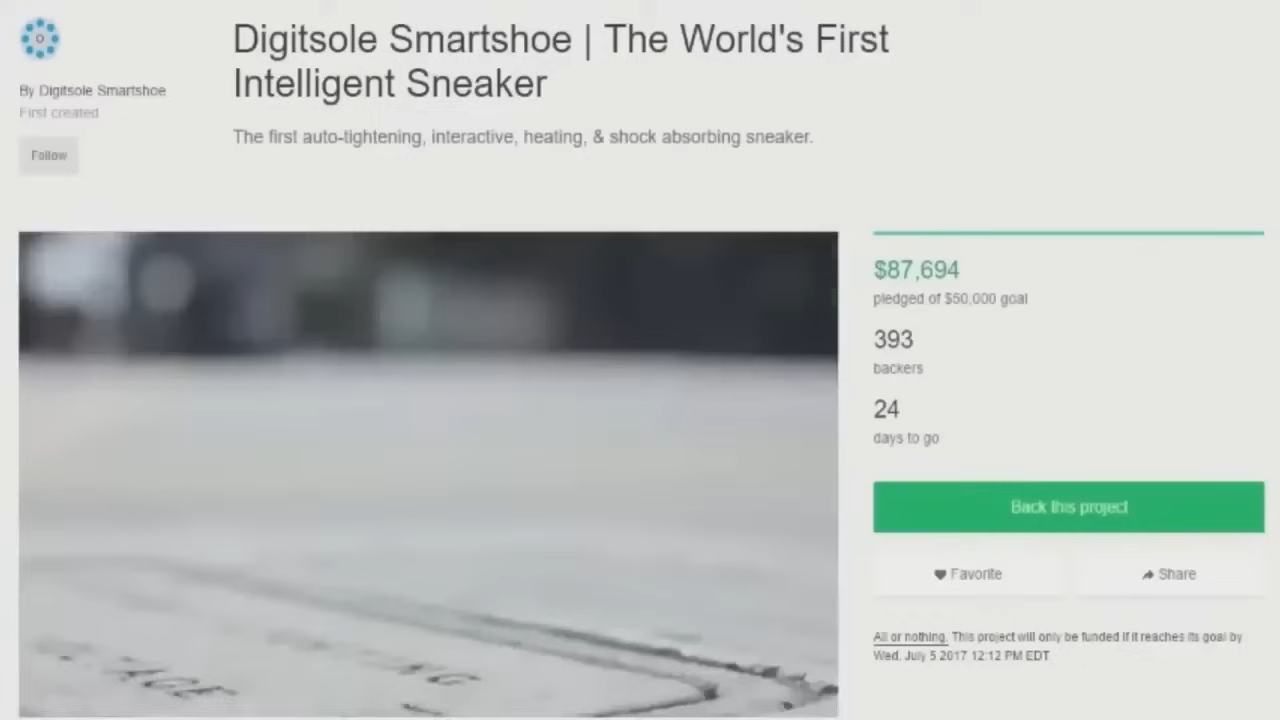 Digitsole Smartshoe | The World's First
Intelligent Sneaker
By Digitsole Smartshoe
First created
Follow
The first auto-tightening, interactive, heating, & shock absorbing sneaker.
$87,694
pledged of $50,000 goal
393
backers
24
days to go
Back this project
Favorite
Share
All or nothing. This project will only be funded if it reaches its goal by
Wed, July 5 2017 12:12 PM EDT